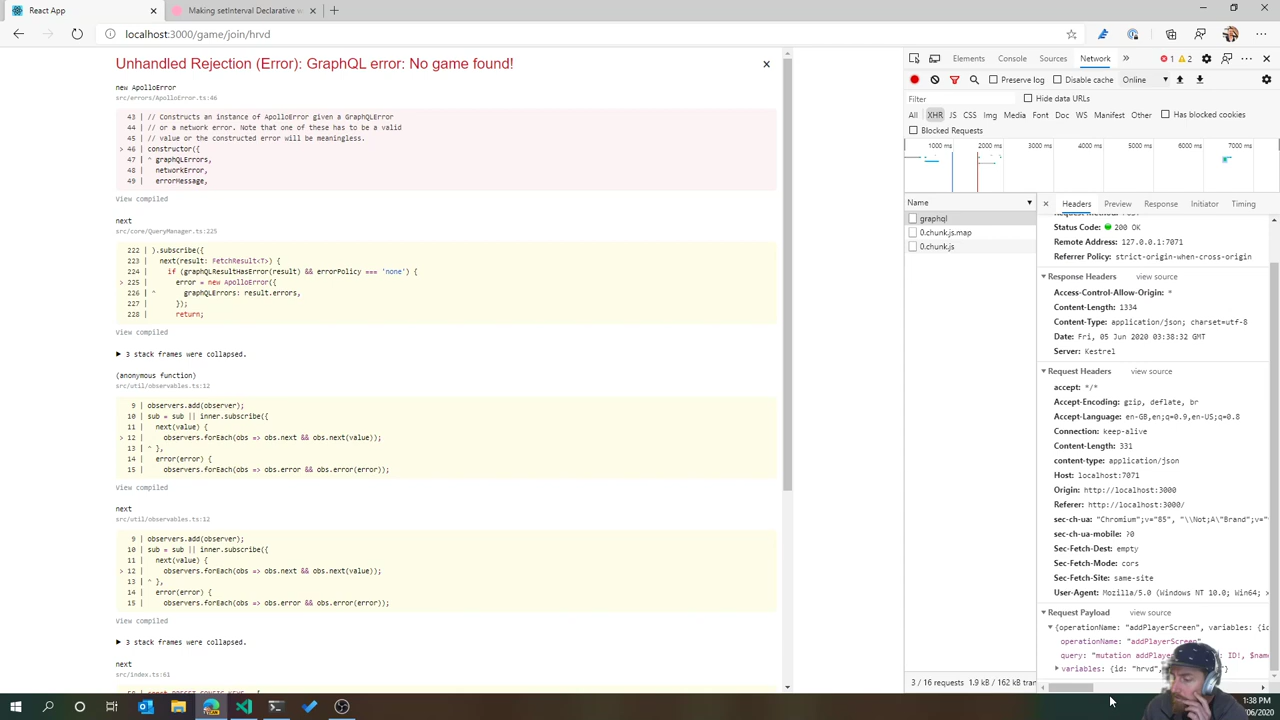 React App
Making setInterval Declarative w
localhost:3000/game/join/hrvd
Unhandled Rejection (Error): GraphQL error: No game found!
new ApolloError
src/errors/ApolloError.ts:46
43 | // Constructs an instance of ApolloError given a GraphQLError
44 | // or a network error. Note that one of these has to be a valid
45 | // value or the constructed error will be meaningless.
> 46 | constructor({
47 | ^ graphQLErrors,
48 | networkError,
49 | errorMessage,
View compiled
next
src/core/QueryManager.ts:225
222 | ).subscribe({
223 | next(result: FetchResult<T>) {
224 | if (graphQLResultHasError(result) && errorPolicy === 'none') {
> 225 | error = new ApolloError({
226 | ^ graphQLErrors: result.errors,
227 | });
228 | return;
View compiled
▶ 3 stack frames were collapsed.
(anonymous function)
src/util/observables.ts:12
9 | observers.add(observer);
10 | sub = sub || inner.subscribe({
11 | next(value) {
> 12 | observers.forEach(obs => obs.next && obs.next(value));
13 | ^ },
14 | error(error) {
15 | observers.forEach(obs => obs.error && obs.error(error));
View compiled
next
src/util/observables.ts:12
9 | observers.add(observer);
10 | sub = sub || inner.subscribe({
11 | next(value) {
> 12 | observers.forEach(obs => obs.next && obs.next(value));
13 | ^ },
14 | error(error) {
15 | observers.forEach(obs => obs.error && obs.error(error));
View compiled
▶ 3 stack frames were collapsed.
next
src/index.ts:61
Elements Console Sources Network » 1 2
Preserve log Disable cache Online
Filter Hide data URLs
All XHR JS CSS Img Media Font Doc WS Manifest Other Has blocked cookies
Blocked Requests
1000 ms 2000 ms 3000 ms 4000 ms 5000 ms 6000 ms 7000 ms
Name
graphql
0.chunk.js.map
0.chunk.js
3 / 16 requests 1.9 kB / 162 kB tran
Headers Preview Response Initiator Timing
Status Code: 200 OK
Remote Address: 127.0.0.1:7071
Referrer Policy: strict-origin-when-cross-origin
Response Headers view source
Access-Control-Allow-Origin: *
Content-Length: 1334
Content-Type: application/json; charset=utf-8
Date: Fri, 05 Jun 2020 03:38:32 GMT
Server: Kestrel
Request Headers view source
accept: */*
Accept-Encoding: gzip, deflate, br
Accept-Language: en-GB,en;q=0.9,en-US;q=0.8
Connection: keep-alive
Content-Length: 331
content-type: application/json
Host: localhost:7071
Origin: http://localhost:3000
Referer: http://localhost:3000/
sec-ch-ua: "Chromium";v="85", "\\Not;A\"Brand";v=
sec-ch-ua-mobile: ?0
Sec-Fetch-Dest: empty
Sec-Fetch-Mode: cors
Sec-Fetch-Site: same-site
User-Agent: Mozilla/5.0 (Windows NT 10.0; Win64;
Request Payload view source
{operationName: "addPlayerScreen", variables: {id
operationName: "addPlayerScreen"
query: "mutation addPlaye ID!, $name
variables: {id: "hrvd",
1:38 PM
/06/2020